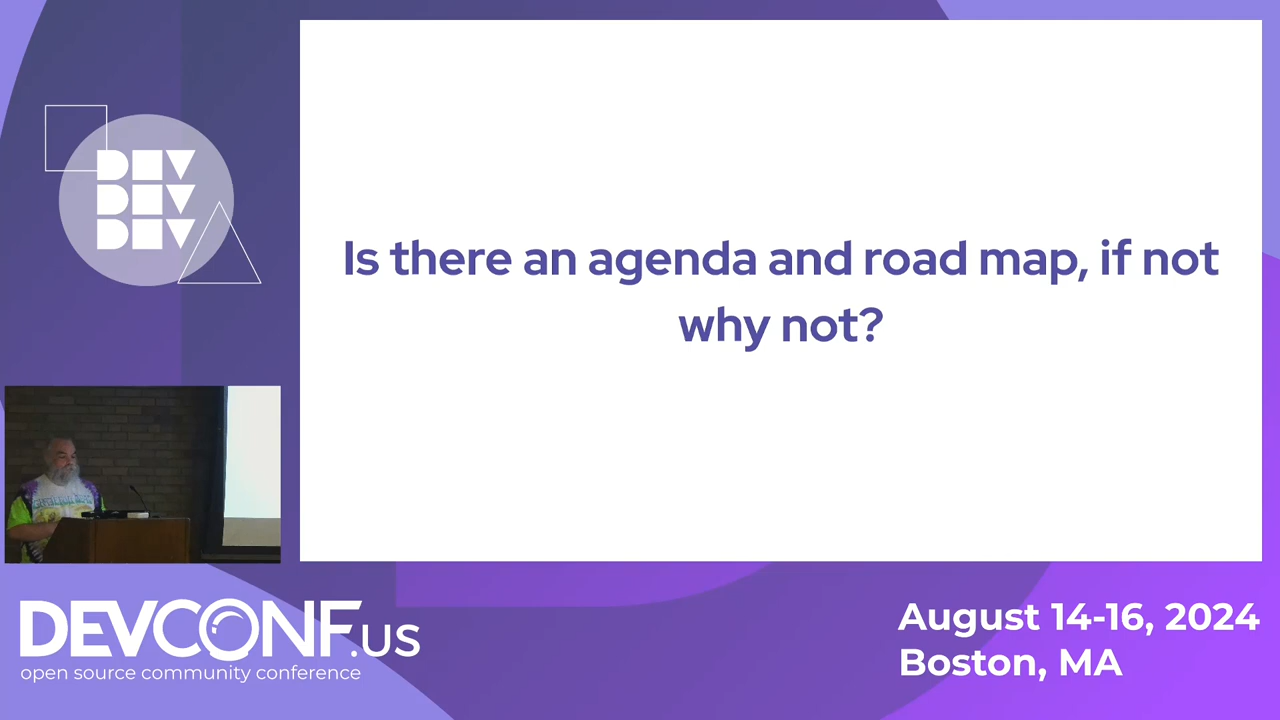 DEV
DEV
DEV
Is there an agenda and road map, if not
why not?
DEVCONF.US
open source community conference
August 14-16, 2024
Boston, MA